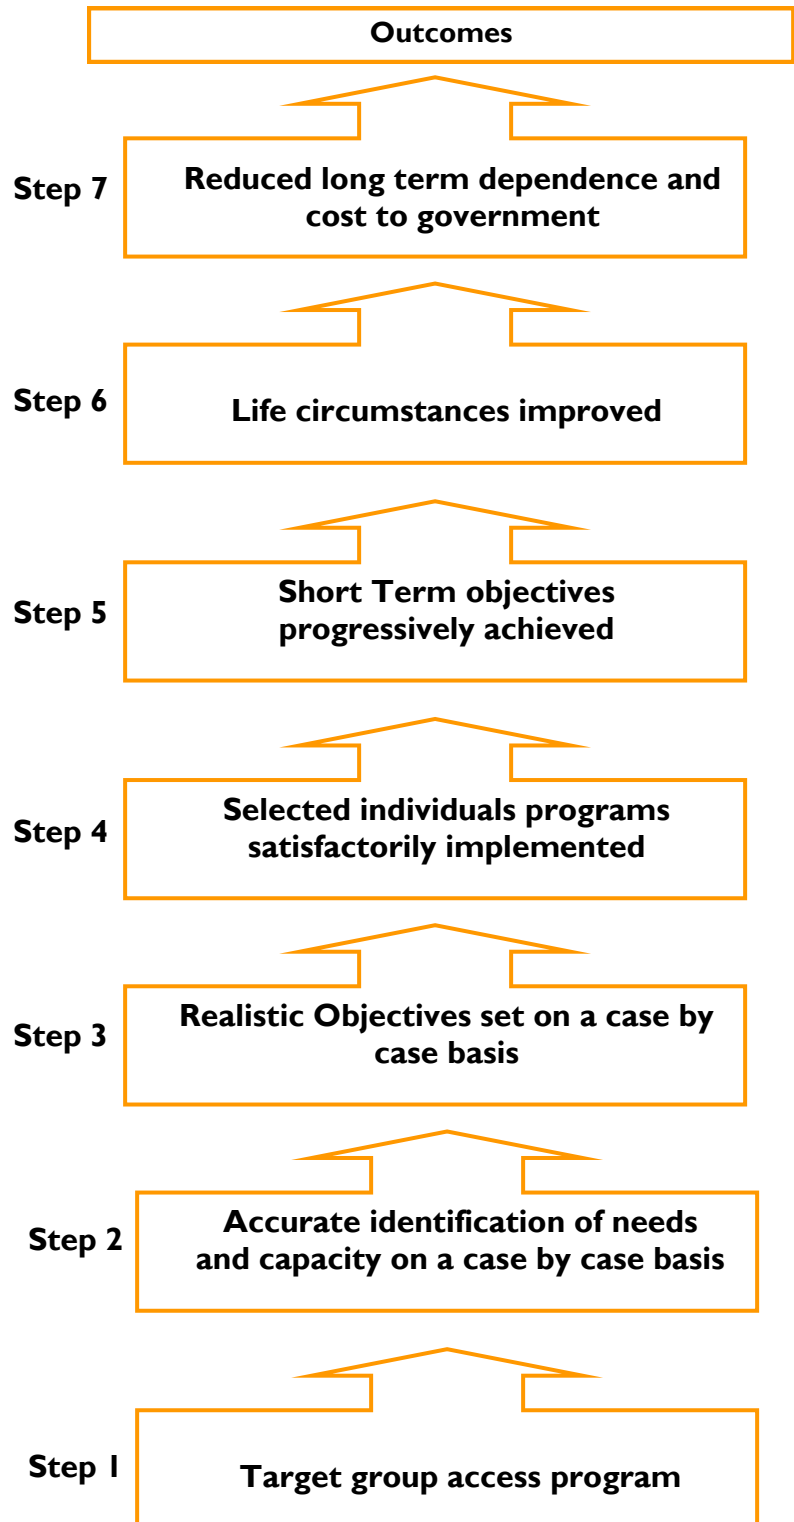 Outcomes
Step 7
Reduced long term dependence and
cost to government
Step 6
Life circumstances improved
Step 5
Short Term objectives
progressively achieved
Step 4
Selected individuals programs
satisfactorily implemented
Step 3
Realistic Objectives set on a case by
case basis
Step 2
Accurate identification of needs
and capacity on a case by case basis
Step 1
Target group access program